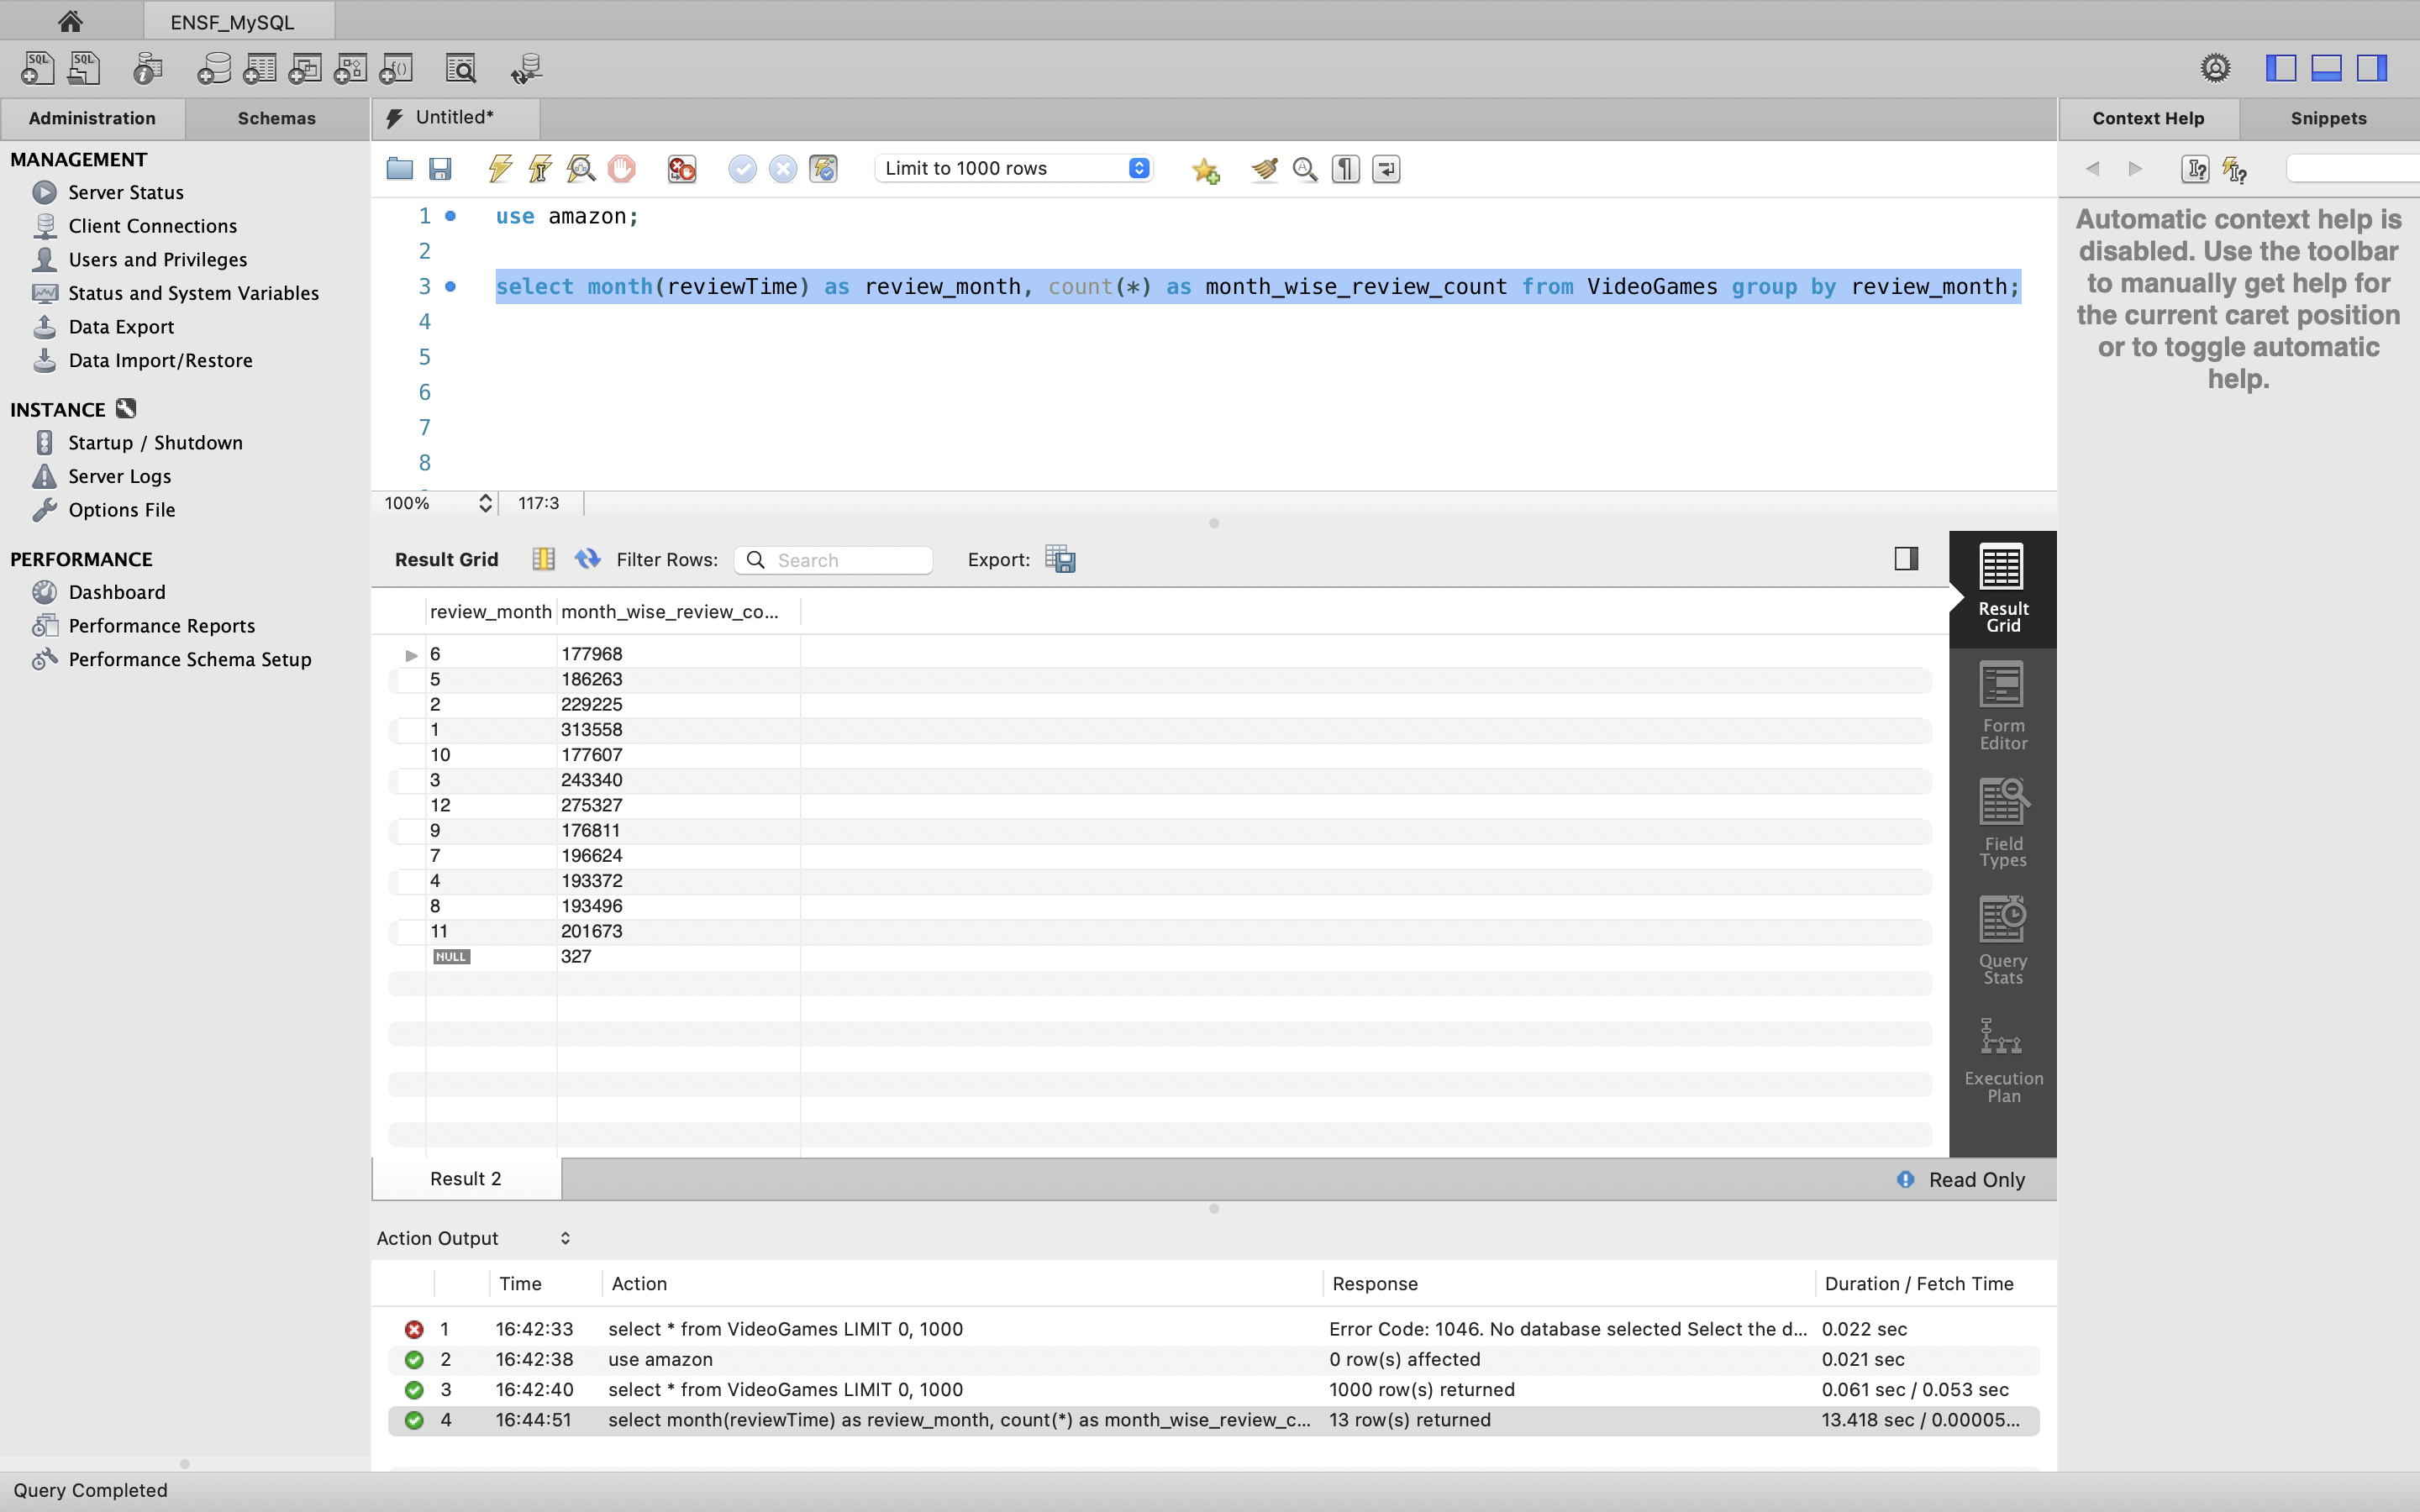 ENSF_MySQL
Administration
Schemas
Untitled*
Context Help
Snippets
MANAGEMENT
Server Status
Client Connections
Users and Privileges
Status and System Variables
Data Export
Data Import/Restore
INSTANCE
Startup / Shutdown
Server Logs
Options File
PERFORMANCE
Dashboard
Performance Reports
Performance Schema Setup
Limit to 1000 rows
1 use amazon;
2
3 select month(reviewTime) as review_month, count(*) as month_wise_review_count from VideoGames group by review_month;
4
5
6
7
8
100% 117:3
Automatic context help is
disabled. Use the toolbar
to manually get help for
the current caret position
or to toggle automatic
help.
Result Grid Filter Rows: Search Export:
review_month month_wise_review_co...
6 177968
5 186263
2 229225
1 313558
10 177607
3 243340
12 275327
9 176811
7 196624
4 193372
8 193496
11 201673
NULL 327
Result
Grid
Form
Editor
Field
Types
Query
Stats
Execution
Plan
Result 2
Read Only
Action Output
Time Action Response Duration / Fetch Time
1 16:42:33 select * from VideoGames LIMIT 0, 1000 Error Code: 1046. No database selected Select the d... 0.022 sec
2 16:42:38 use amazon 0 row(s) affected 0.021 sec
3 16:42:40 select * from VideoGames LIMIT 0, 1000 1000 row(s) returned 0.061 sec / 0.053 sec
4 16:44:51 select month(reviewTime) as review_month, count(*) as month_wise_review_c... 13 row(s) returned 13.418 sec / 0.00005...
Query Completed